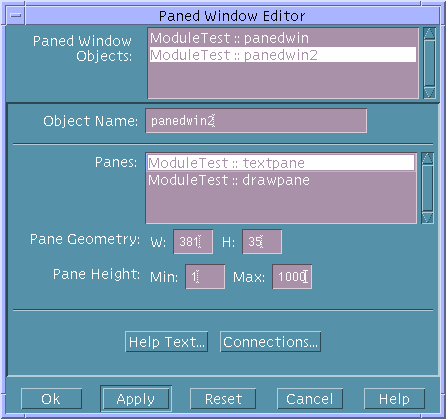 Paned Window Editor
Paned Window Objects:
ModuleTest :: panedwin
ModuleTest :: panedwin2
Object Name: panedwin2
Panes:
ModuleTest :: textpane
ModuleTest :: drawpane
Pane Geometry: W: 381 H: 35
Pane Height: Min: 1 Max: 1000
Help Text... Connections...
Ok Apply Reset Cancel Help